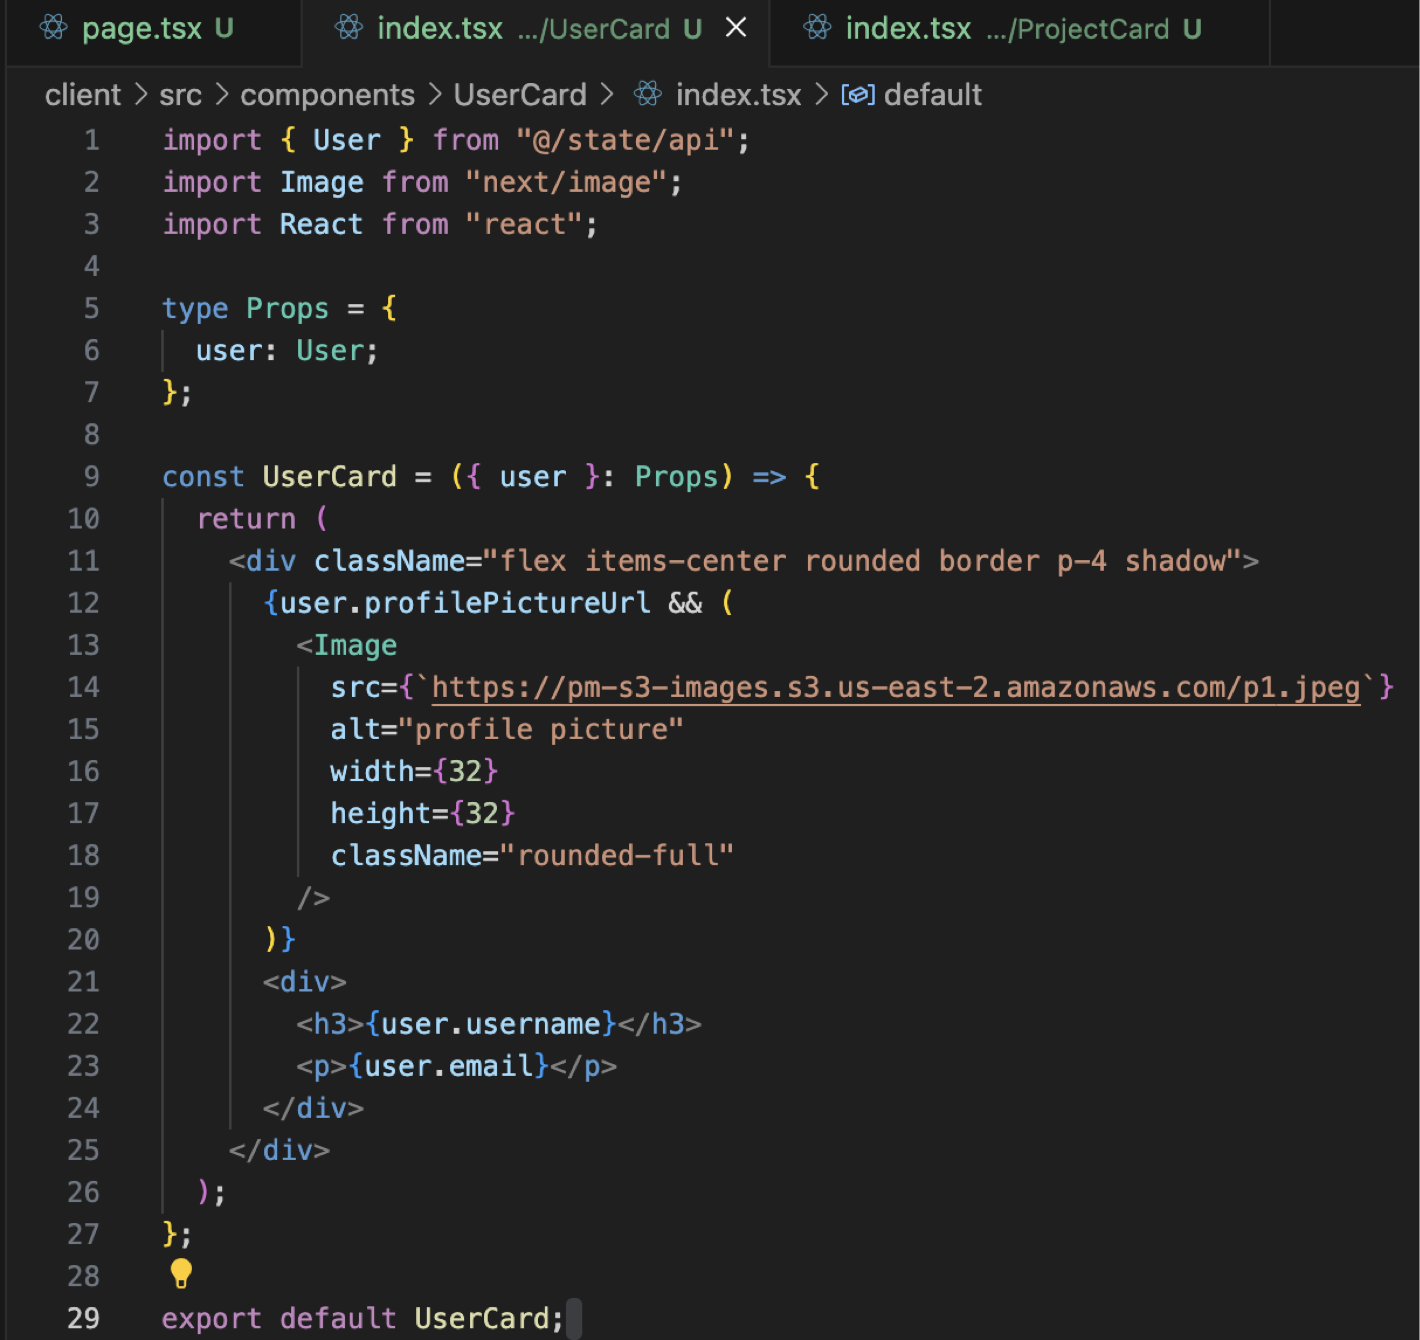 page.tsx U index.tsx .../UserCard U × index.tsx .../ProjectCard U
client > src > components > UserCard > index.tsx > default
1 import { User } from "@/state/api";
2 import Image from "next/image";
3 import React from "react";
4
5 type Props = {
6   user: User;
7 };
8
9 const UserCard = ({ user }: Props) => {
10   return (
11     <div className="flex items-center rounded border p-4 shadow">
12       {user.profilePictureUrl && (
13         <Image
14           src={`https://pm-s3-images.s3.us-east-2.amazonaws.com/p1.jpeg`}
15           alt="profile picture"
16           width={32}
17           height={32}
18           className="rounded-full"
19         />
20       )}
21       <div>
22         <h3>{user.username}</h3>
23         <p>{user.email}</p>
24       </div>
25     </div>
26   );
27 };
28
29 export default UserCard;